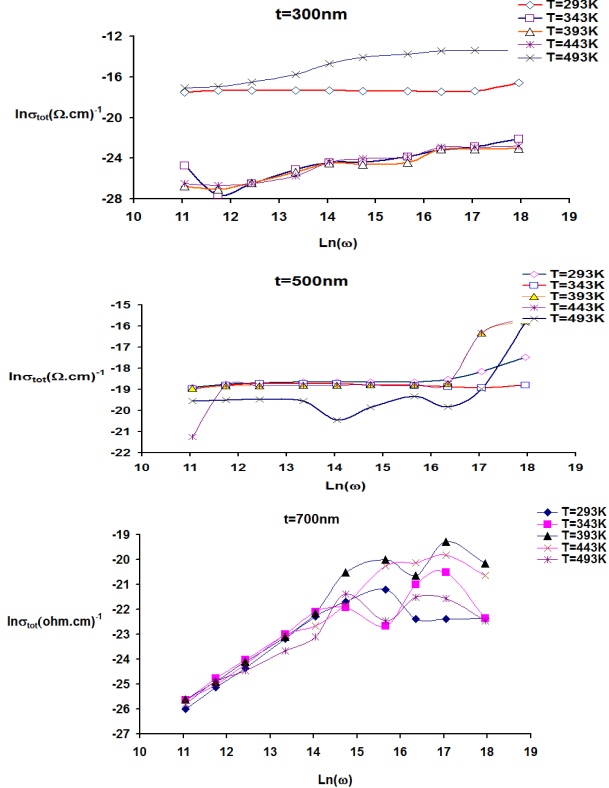 t=300nm
T=293K
T=343K
T=393K
T=443K
T=493K
-12
-16
-20
-24
-28
lnσtot(Ω.cm)-1
11 12 13 14 15 16 17 18 19
Ln(ω)
t=500nm
T=293K
T=343K
T=393K
T=443K
T=493K
-15
-16
-17
-18
-19
-20
-21
-22
lnσtot(Ω.cm)-1
10 11 12 13 14 15 16 17 18 19
Ln(ω)
t=700nm
T=293K
T=343K
T=393K
T=443K
T=493K
-19
-20
-21
-22
-23
-24
-25
-26
-27
lnσtot(ohm.cm)-1
10 11 12 13 14 15 16 17 18 19
Ln(ω)